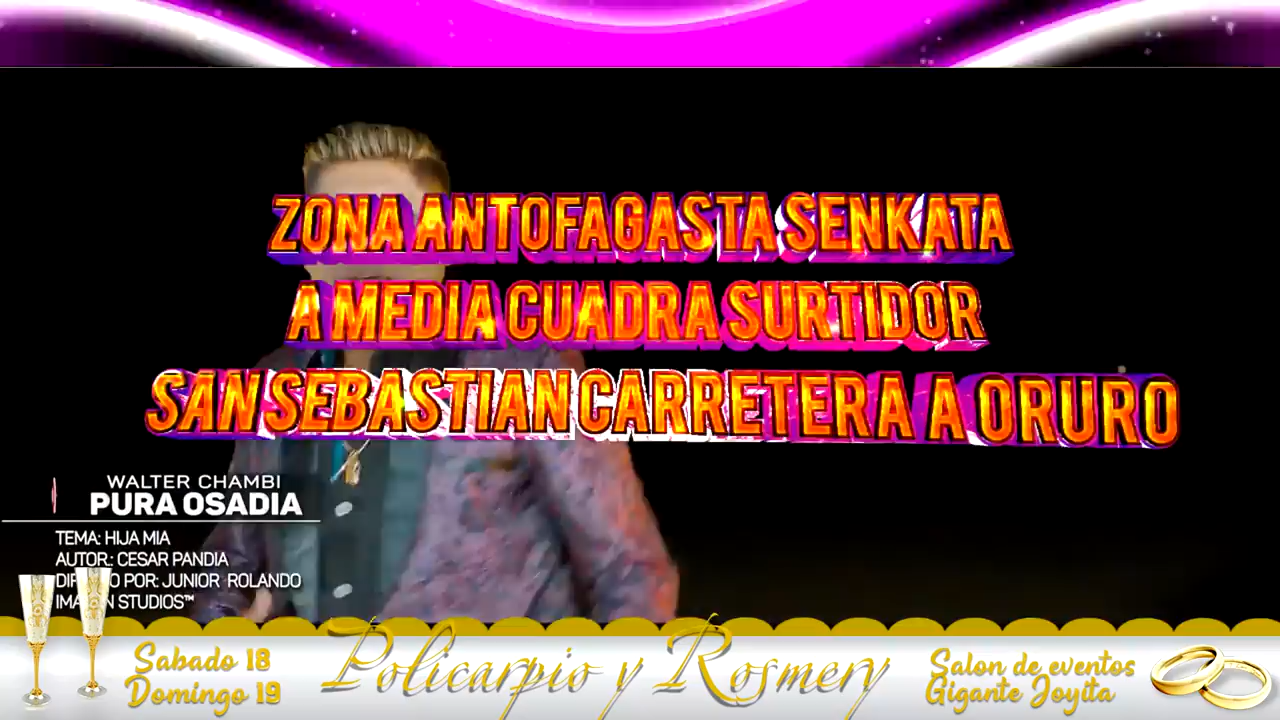 ZONA ANTOFAGASTA SENKATA
A MEDIA CUADRA SURTIDOR
SAN SEBASTIAN CARRETERA A ORURO
WALTER CHAMBI
PURA OSADIA
TEMA: HIJA MIA
AUTOR.: CESAR PANDIA
POR: JUNIOR ROLANDO
STUDIOS™
Sabado 18
Domingo 19
Policarpio y Rosmery
Salon de eventos
Gigante Joyita